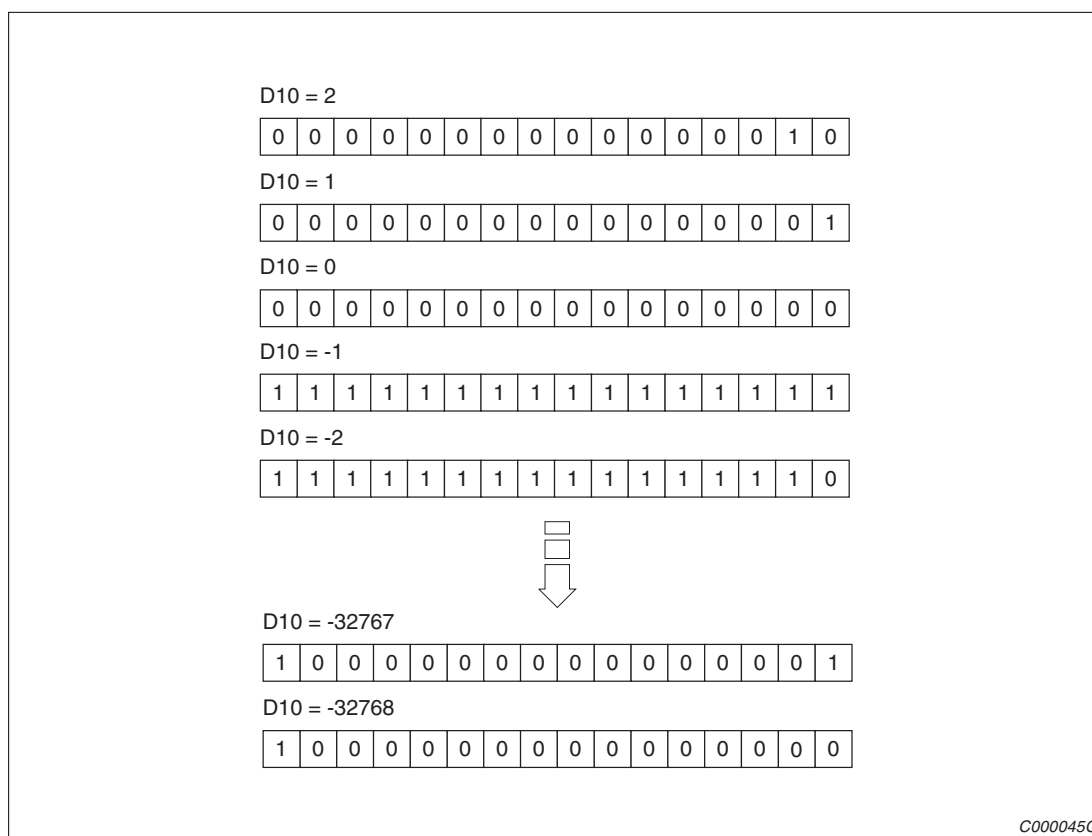 D10 = 2
0 0 0 0 0 0 0 0 0 0 0 0 0 0 1 0
D10 = 1
0 0 0 0 0 0 0 0 0 0 0 0 0 0 0 1
D10 = 0
0 0 0 0 0 0 0 0 0 0 0 0 0 0 0 0
D10 = -1
1 1 1 1 1 1 1 1 1 1 1 1 1 1 1 1
D10 = -2
1 1 1 1 1 1 1 1 1 1 1 1 1 1 1 0
D10 = -32767
1 0 0 0 0 0 0 0 0 0 0 0 0 0 0 1
D10 = -32768
1 0 0 0 0 0 0 0 0 0 0 0 0 0 0 0